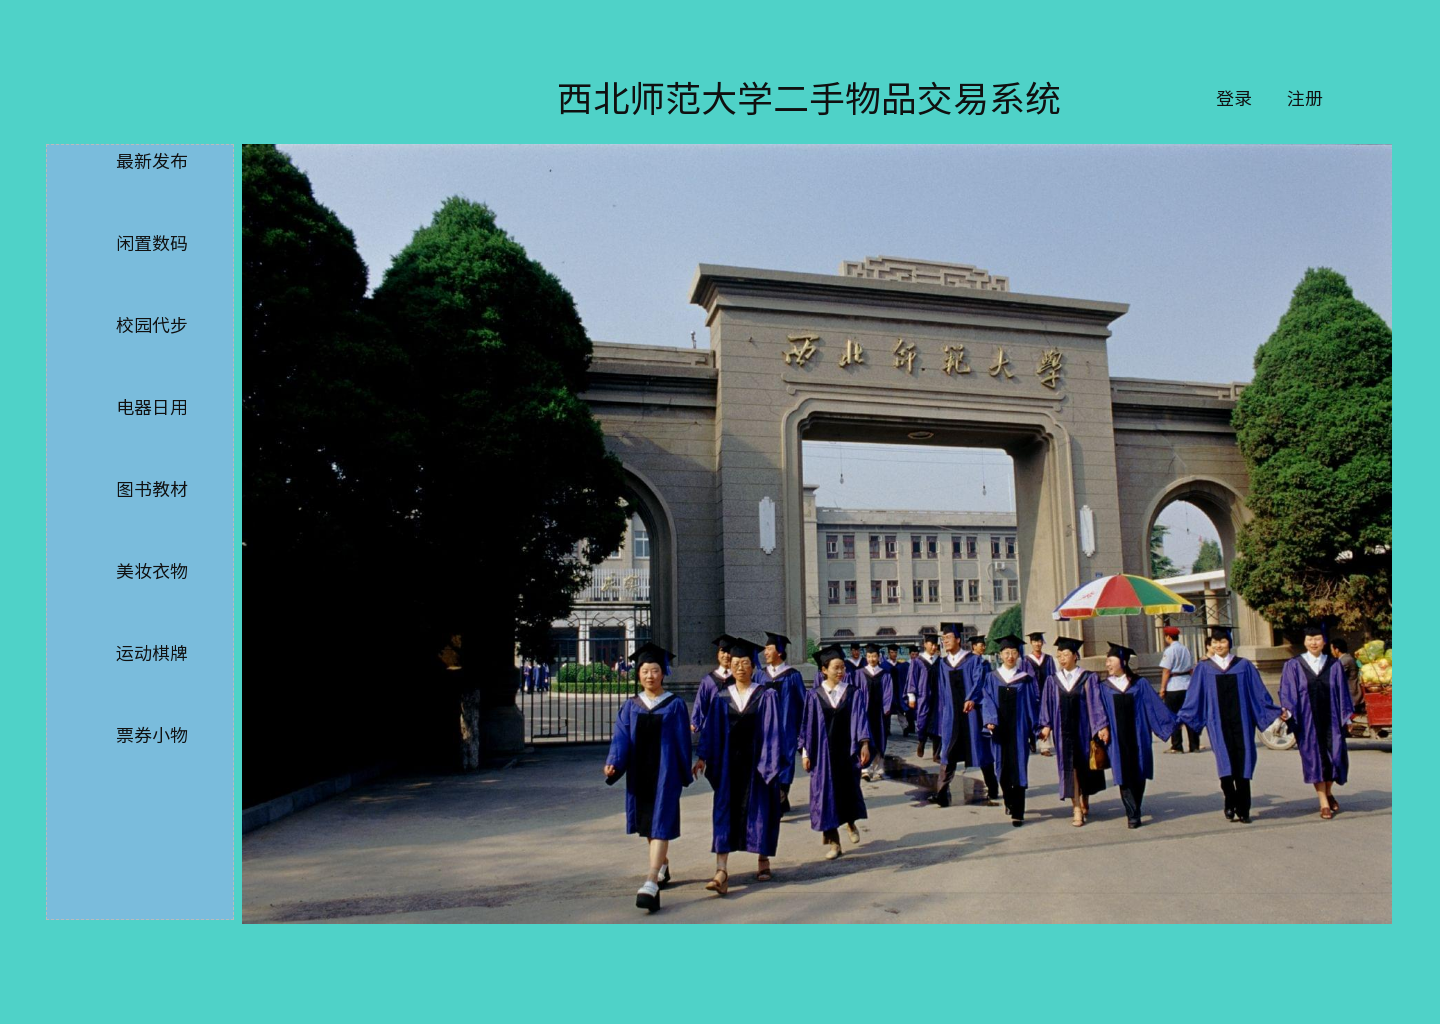 西北师范大学二手物品交易系统
登录 注册
最新发布
闲置数码
校园代步
电器日用
图书教材
美妆衣物
运动棋牌
票券小物
西北师範大學